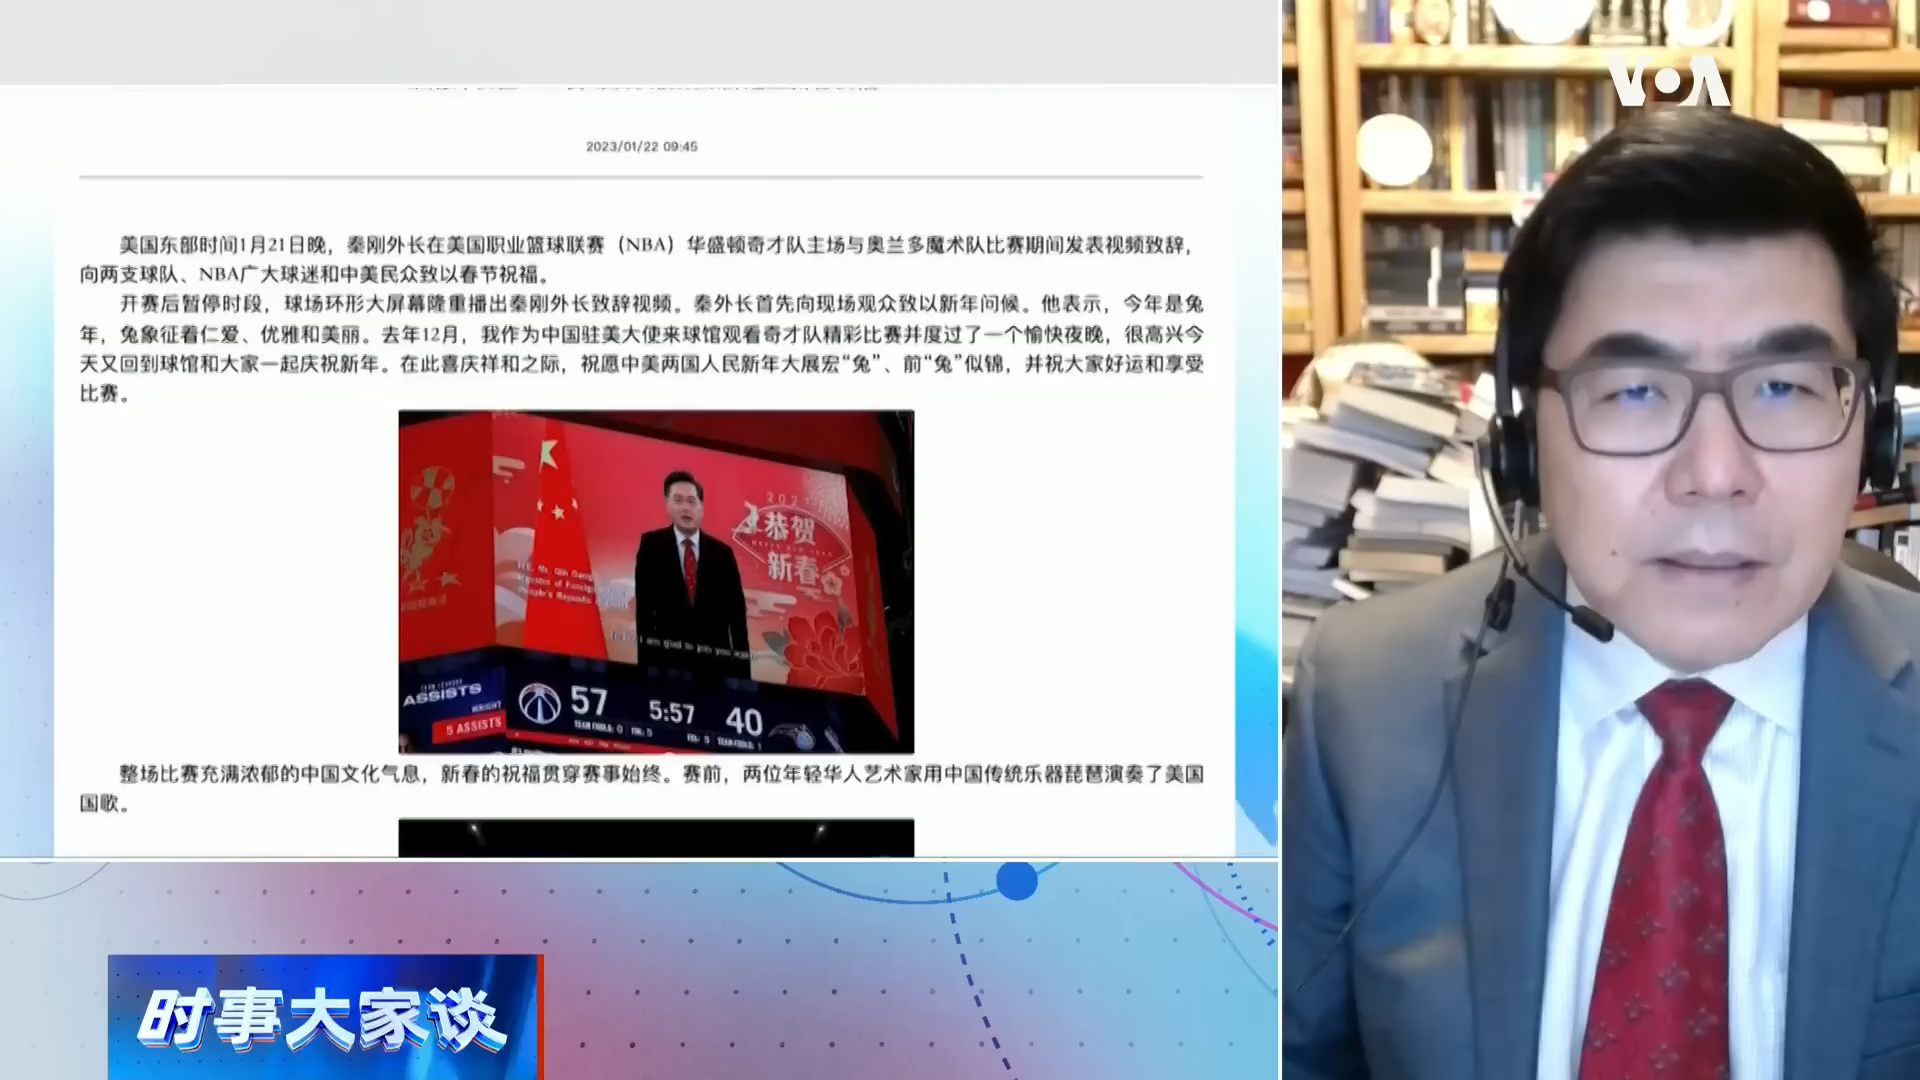 2023/01/22 09:45
美国东部时间1月21日晚，秦刚外长在美国职业篮球联赛（NBA）华盛顿奇才队主场与奥兰多魔术队比赛期间发表视频致辞，
向两支球队、NBA广大球迷和中美民众致以春节祝福。
开赛后暂停时段，球场环形大屏幕隆重播出秦刚外长致辞视频。秦外长首先向现场观众致以新年问候。他表示，今年是兔
年，兔象征着仁爱、优雅和美丽。去年12月，我作为中国驻美大使来球馆观看奇才队精彩比赛并度过了一个愉快夜晚，很高兴今
天又回到球馆和大家一起庆祝新年。在此喜庆祥和之际，祝愿中美两国人民新年大展宏“兔”、前“兔”似锦，并祝大家好运和享受
比赛。
恭贺
新春
ASSISTS
5 ASSISTS
57
5:57
40
整场比赛充满浓郁的中国文化气息，新春的祝福贯穿赛事始终。赛前，两位年轻华人艺术家用中国传统乐器琵琶演奏了美国
国歌。
时事大家谈
VOA